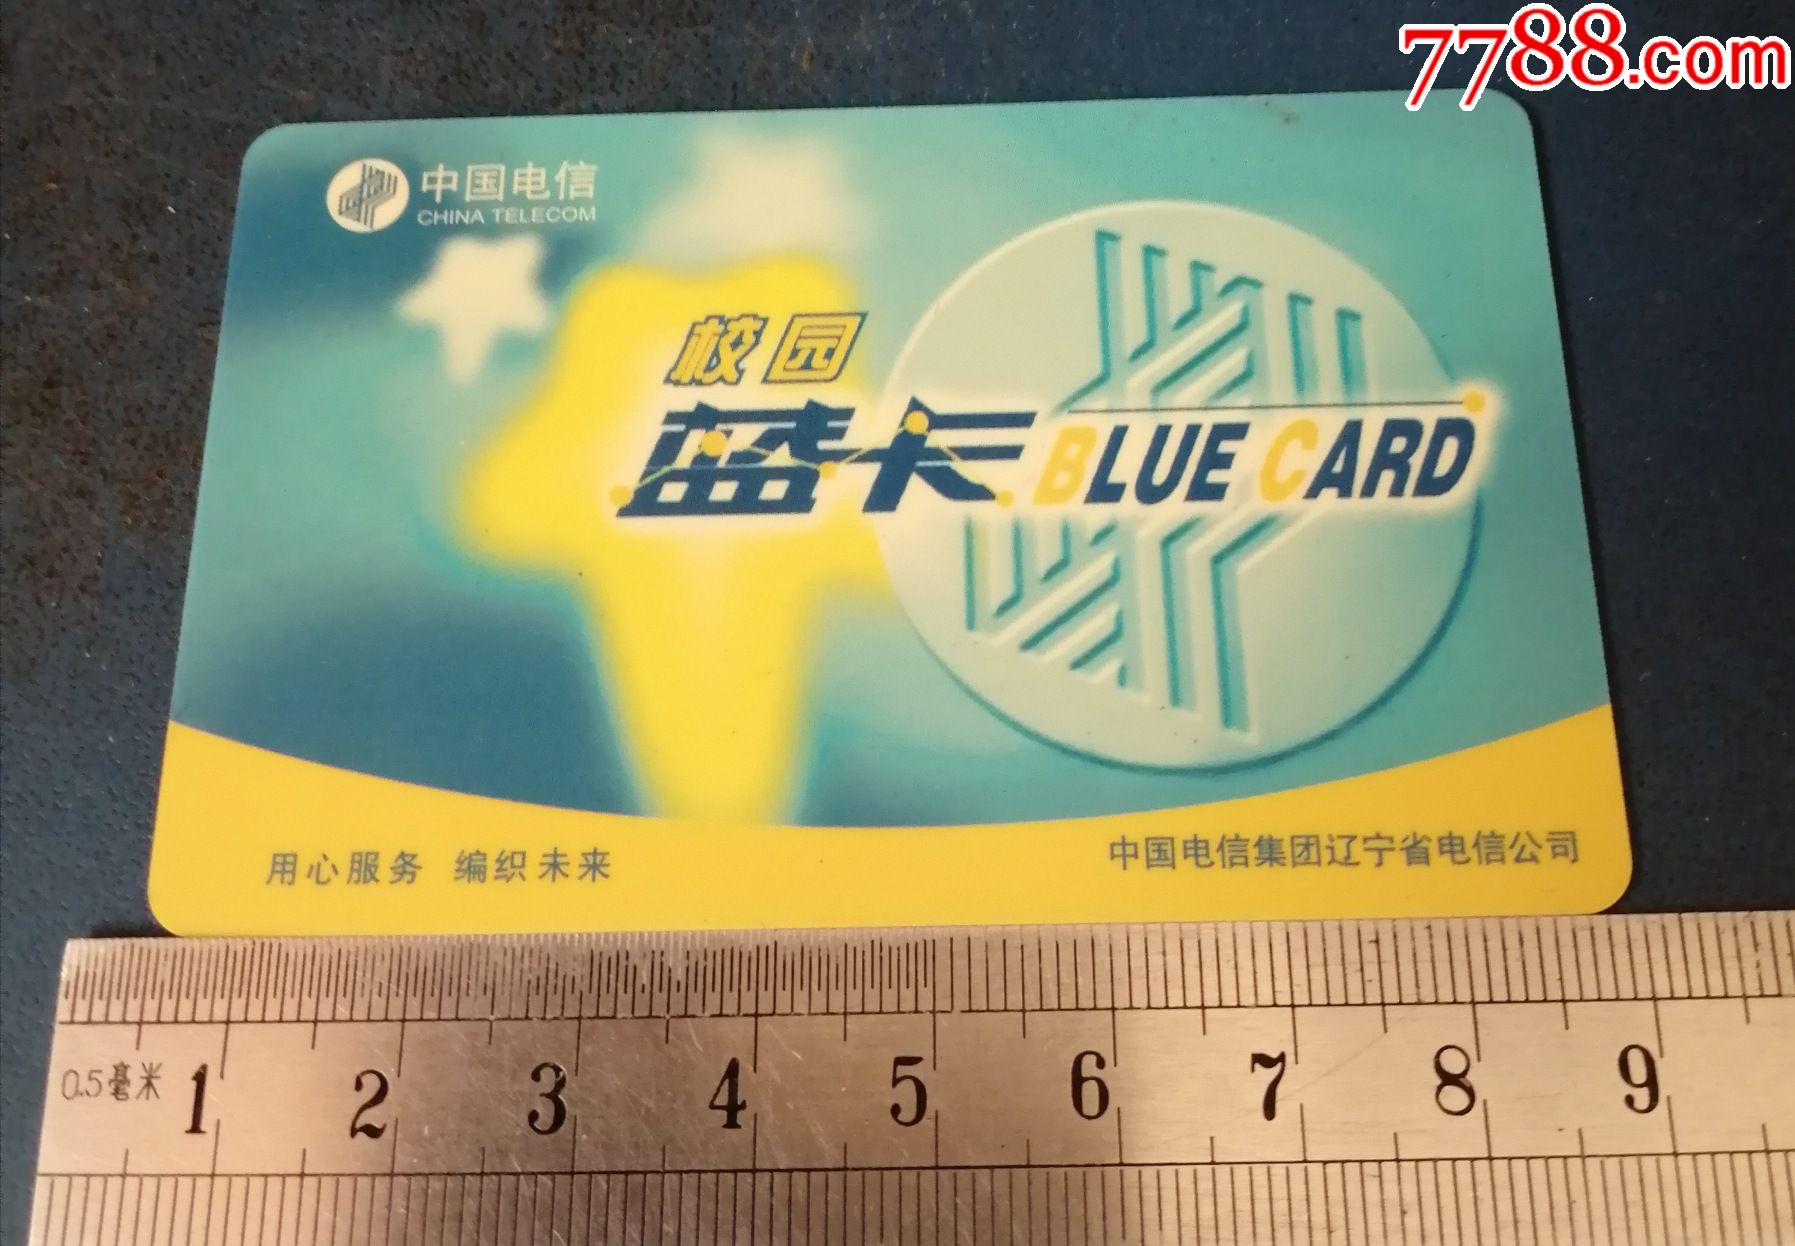 7788.com
中国电信
CHINA TELECOM
校园
蓝卡 BLUE CARD
用心服务 编织未来
中国电信集团辽宁省电信公司
0.5毫米 1 2 3 4 5 6 7 8 9